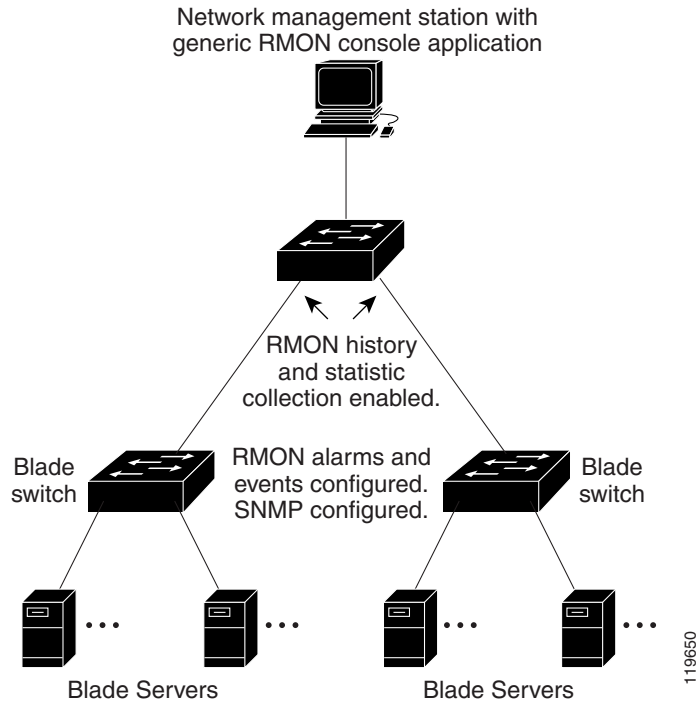 Network management station with
generic RMON console application
RMON history
and statistic
collection enabled.
Blade
switch
RMON alarms and
events configured.
SNMP configured.
Blade
switch
Blade Servers
Blade Servers
119650